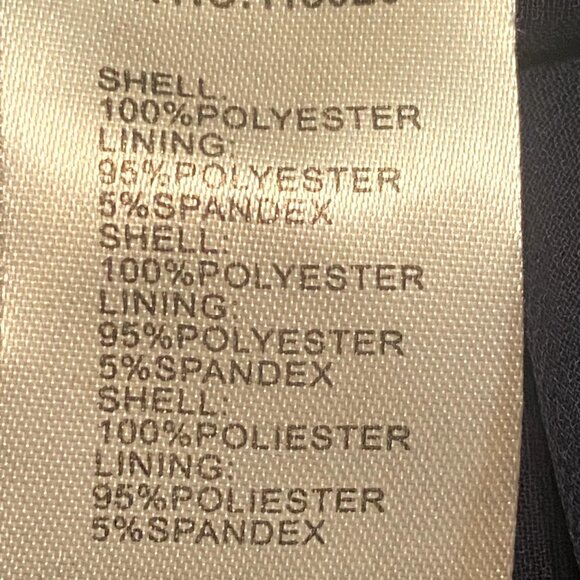 SHELL:
100%POLYESTER
LINING:
95%POLYESTER
5%SPANDEX
SHELL:
100%POLYESTER
LINING:
95%POLYESTER
5%SPANDEX
SHELL:
100%POLIESTER
LINING:
95%POLIESTER
5%SPANDEX